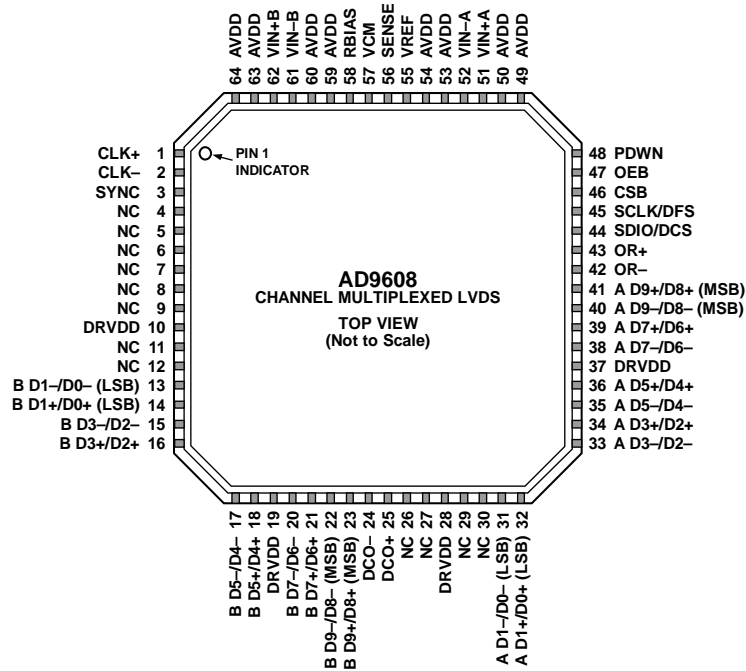 64 AVDD
63 AVDD
62 VIN+B
61 VIN–B
60 AVDD
59 AVDD
58 RBIAS
57 VCM
56 SENSE
55 VREF
54 AVDD
53 AVDD
52 VIN–A
51 VIN+A
50 AVDD
49 AVDD
CLK+ 1
CLK– 2
SYNC 3
NC 4
NC 5
NC 6
NC 7
NC 8
NC 9
DRVDD 10
NC 11
NC 12
B D1–/D0– (LSB) 13
B D1+/D0+ (LSB) 14
B D3–/D2– 15
B D3+/D2+ 16
PIN 1
INDICATOR
AD9608
CHANNEL MULTIPLEXED LVDS
TOP VIEW
(Not to Scale)
48 PDWN
47 OEB
46 CSB
45 SCLK/DFS
44 SDIO/DCS
43 OR+
42 OR–
41 A D9+/D8+ (MSB)
40 A D9–/D8– (MSB)
39 A D7+/D6+
38 A D7–/D6–
37 DRVDD
36 A D5+/D4+
35 A D5–/D4–
34 A D3+/D2+
33 A D3–/D2–
B D5–/D4– 17
B D5+/D4+ 18
DRVDD 19
B D7–/D6– 20
B D7+/D6+ 21
B D9–/D8– (MSB) 22
B D9+/D8+ (MSB) 23
DCO– 24
DCO+ 25
NC 26
NC 27
DRVDD 28
NC 29
NC 30
A D1–/D0– (LSB) 31
A D1+/D0+ (LSB) 32